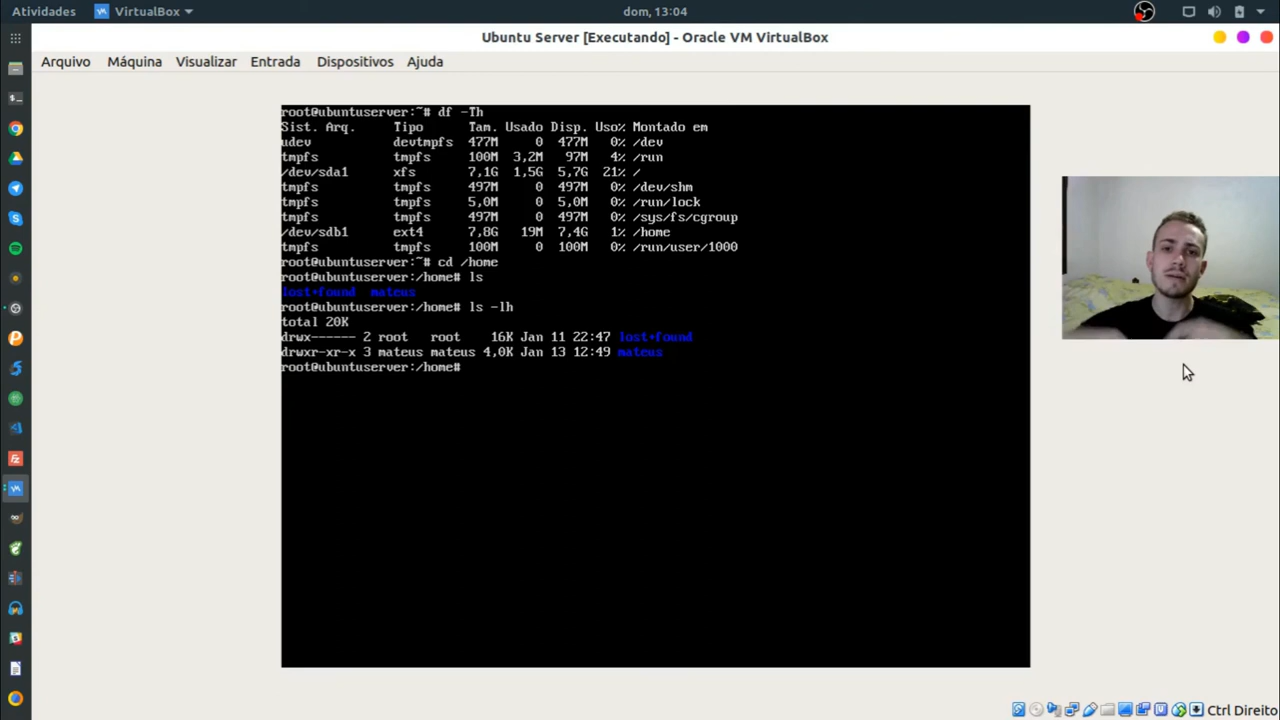 Atividades VirtualBox dom, 13:04
Ubuntu Server [Executando] - Oracle VM VirtualBox
Arquivo Máquina Visualizar Entrada Dispositivos Ajuda
root@ubuntuserver:~# df -Th
Sist. Arq. Tipo Tam. Usado Disp. Uso% Montado em
udev devtmpfs 477M 0 477M 0% /dev
tmpfs tmpfs 100M 3,2M 97M 4% /run
/dev/sda1 xfs 7,1G 1,5G 5,7G 21% /
tmpfs tmpfs 497M 0 497M 0% /dev/shm
tmpfs tmpfs 5,0M 0 5,0M 0% /run/lock
tmpfs tmpfs 497M 0 497M 0% /sys/fs/cgroup
/dev/sdb1 ext4 7,8G 19M 7,4G 1% /home
tmpfs tmpfs 100M 0 100M 0% /run/user/1000
root@ubuntuserver:~# cd /home
root@ubuntuserver:/home# ls
lost+found mateus
root@ubuntuserver:/home# ls -lh
total 20K
drwx------ 2 root root 16K Jan 11 22:47 lost+found
drwxr-xr-x 3 mateus mateus 4,0K Jan 13 12:49 mateus
root@ubuntuserver:/home#
Ctrl Direito